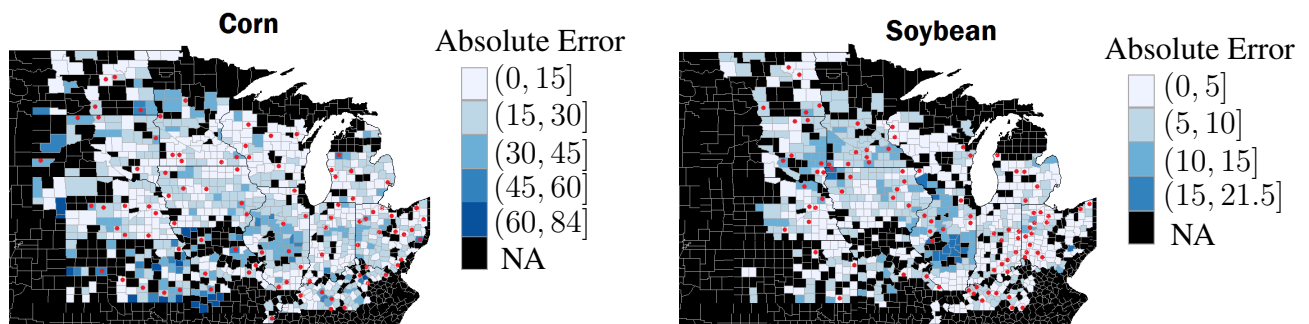 Corn
Absolute Error
(0, 15]
(15, 30]
(30, 45]
(45, 60]
(60, 84]
NA
Soybean
Absolute Error
(0, 5]
(5, 10]
(10, 15]
(15, 21.5]
NA